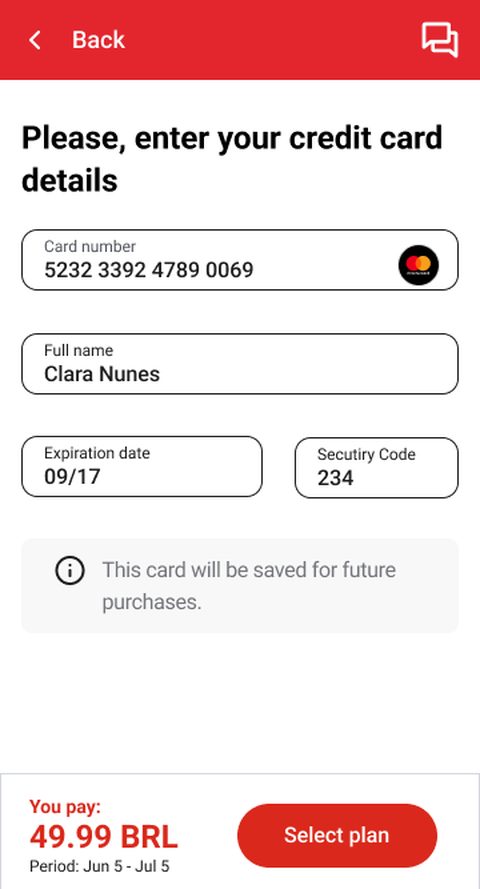 Back
Please, enter your credit card
details
Card number
5232 3392 4789 0069
Full name
Clara Nunes
Expiration date
09/17
Secutiry Code
234
This card will be saved for future
purchases.
You pay:
49.99 BRL
Period: Jun 5 - Jul 5
Select plan